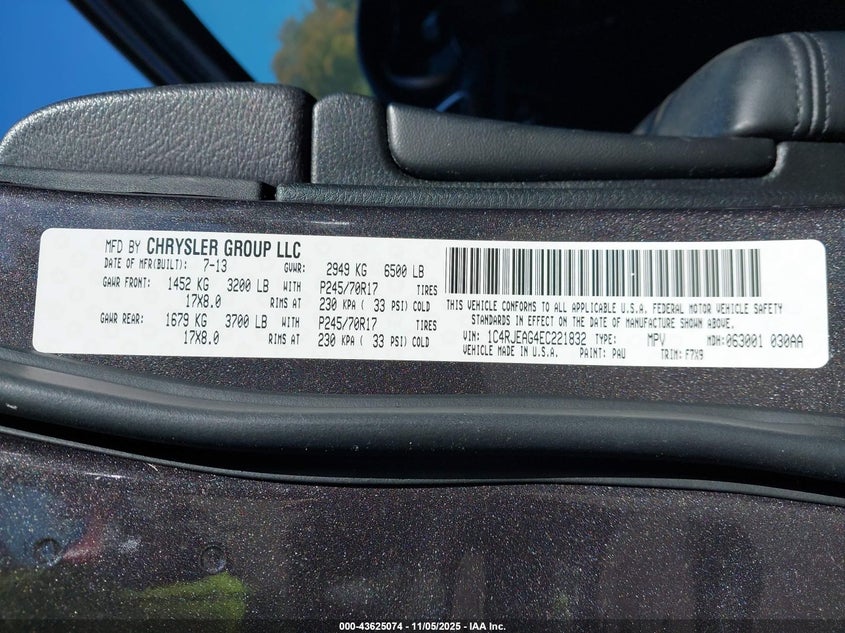 MFD BY CHRYSLER GROUP LLC
DATE OF MFR(BUILT): 7-13 GVWR: 2949 KG 6500 LB
GAWR FRONT: 1452 KG 3200 LB WITH P245/70R17 TIRES
17X8.0 RIMS AT 230 KPA ( 33 PSI) COLD
GAWR REAR: 1679 KG 3700 LB WITH P245/70R17 TIRES
17X8.0 RIMS AT 230 KPA ( 33 PSI) COLD
THIS VEHICLE CONFORMS TO ALL APPLICABLE U.S.A. FEDERAL MOTOR VEHICLE SAFETY
STANDARDS IN EFFECT ON THE DATE OF MANUFACTURE SHOWN ABOVE.
VIN: 1C4RJEAG4EC221832 TYPE: MPV MDH: 063001 030AA
VEHICLE MADE IN U.S.A. PAINT: PAU TRIM: F7X9
000-43625074 - 11/05/2025 - IAA Inc.